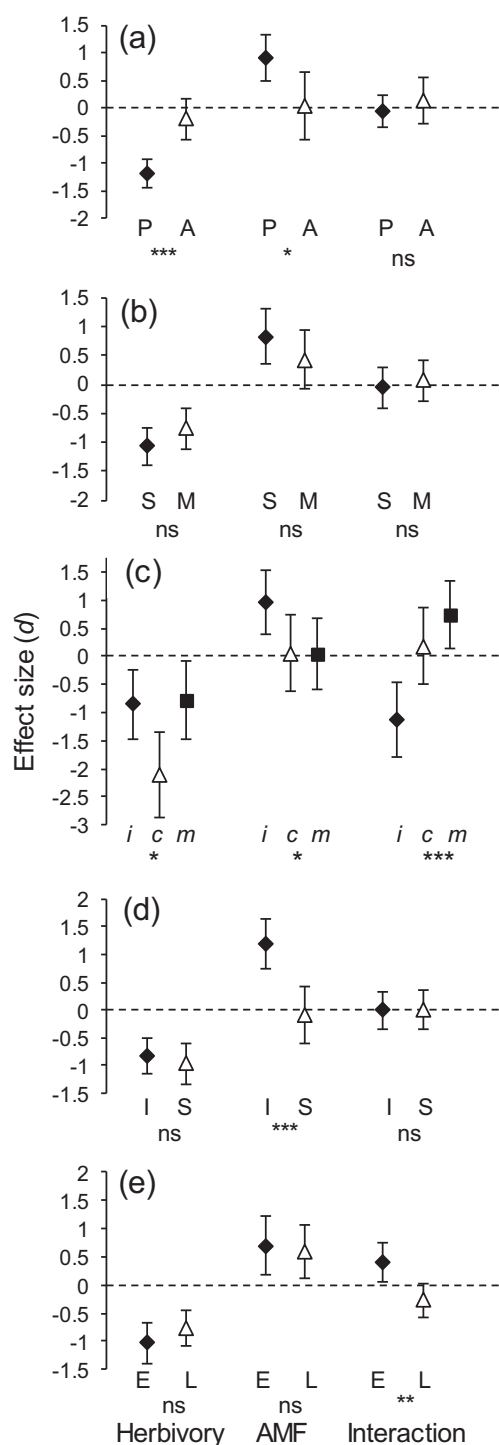 (a)
1.5
1
0.5
0
-0.5
-1
-1.5
-2
P A P A P A
*** * ns
(b)
1.5
1
0.5
0
-0.5
-1
-1.5
-2
S M S M S M
ns ns ns
Effect size (d)
(c)
1.5
1
0.5
0
-0.5
-1
-1.5
-2
-2.5
-3
i c m i c m i c m
* * ***
(d)
2
1.5
1
0.5
0
-0.5
-1
-1.5
I S I S I S
ns *** ns
(e)
2
1.5
1
0.5
0
-0.5
-1
-1.5
E L E L E L
ns ns **
Herbivory AMF Interaction